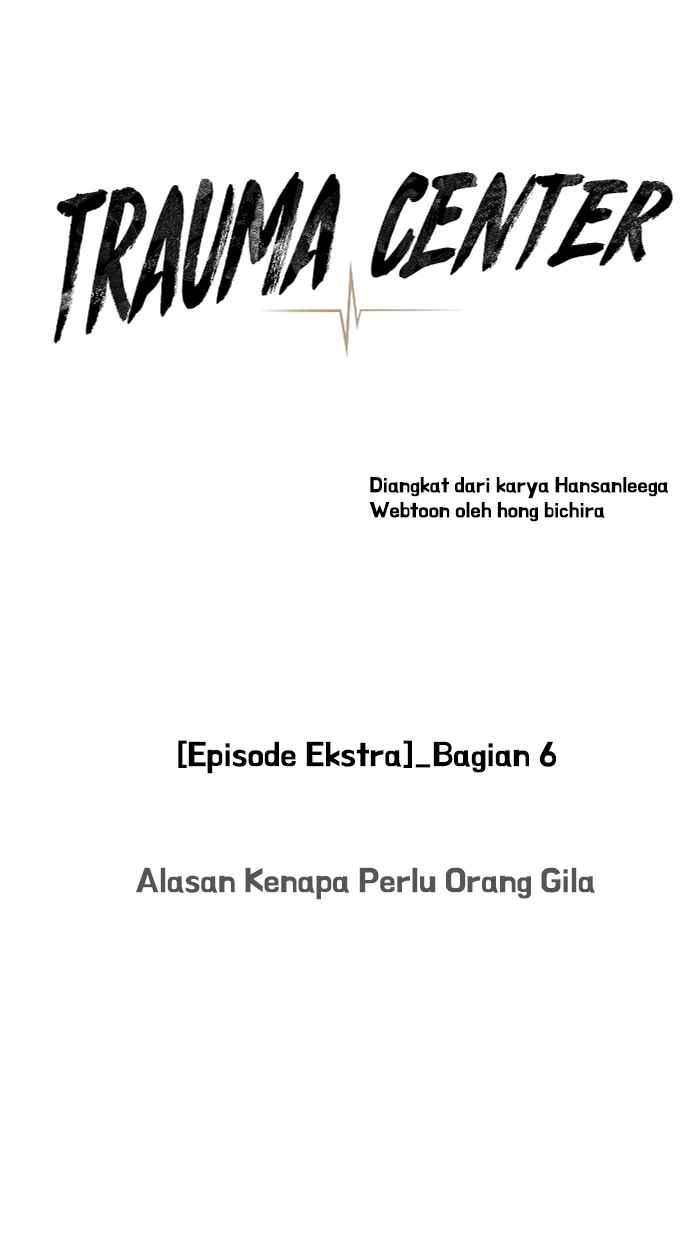 TRAUMA CENTER
Diangkat dari karya Hansanleega
Webtoon oleh hong bichira
[Episode Ekstra]_Bagian 6
Alasan Kenapa Perlu Orang Gila